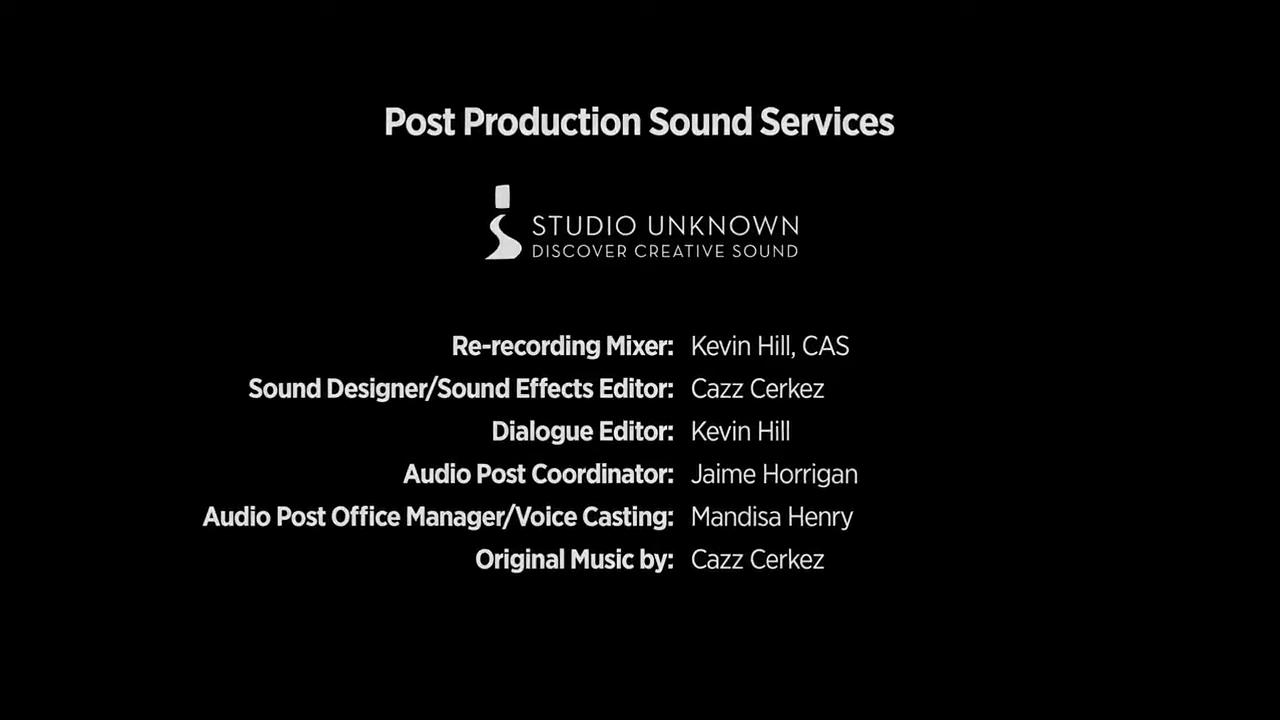 Post Production Sound Services
STUDIO UNKNOWN
DISCOVER CREATIVE SOUND
Re-recording Mixer: Kevin Hill, CAS
Sound Designer/Sound Effects Editor: Cazz Cerkez
Dialogue Editor: Kevin Hill
Audio Post Coordinator: Jaime Horrigan
Audio Post Office Manager/Voice Casting: Mandisa Henry
Original Music by: Cazz Cerkez